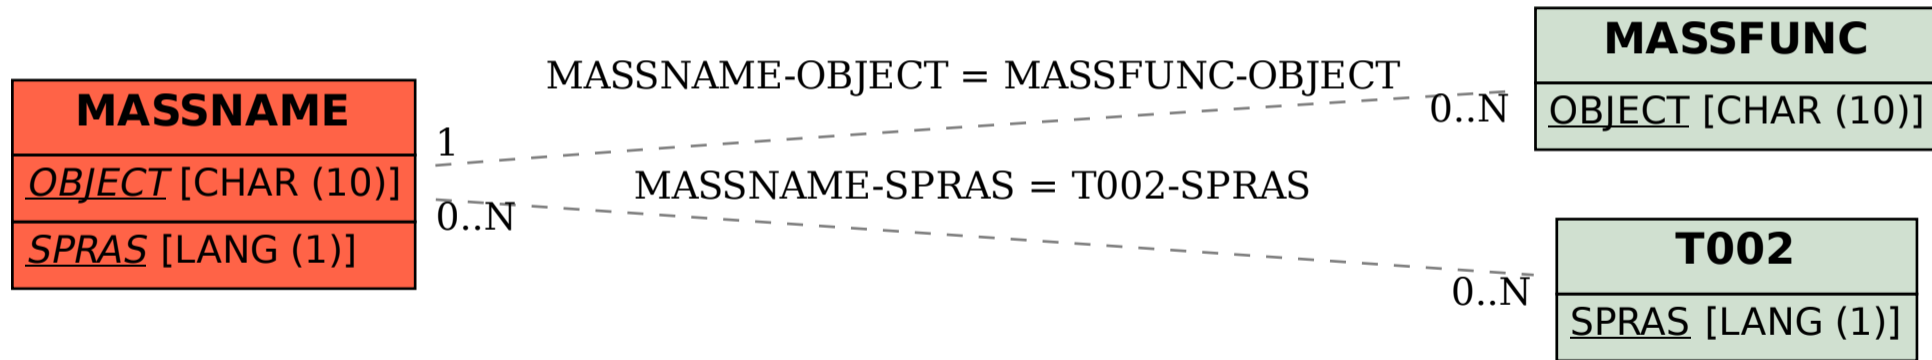 MASSNAME
OBJECT [CHAR (10)]
SPRAS [LANG (1)]
MASSNAME-OBJECT = MASSFUNC-OBJECT
1
0..N
MASSNAME-SPRAS = T002-SPRAS
0..N
0..N
MASSFUNC
OBJECT [CHAR (10)]
T002
SPRAS [LANG (1)]